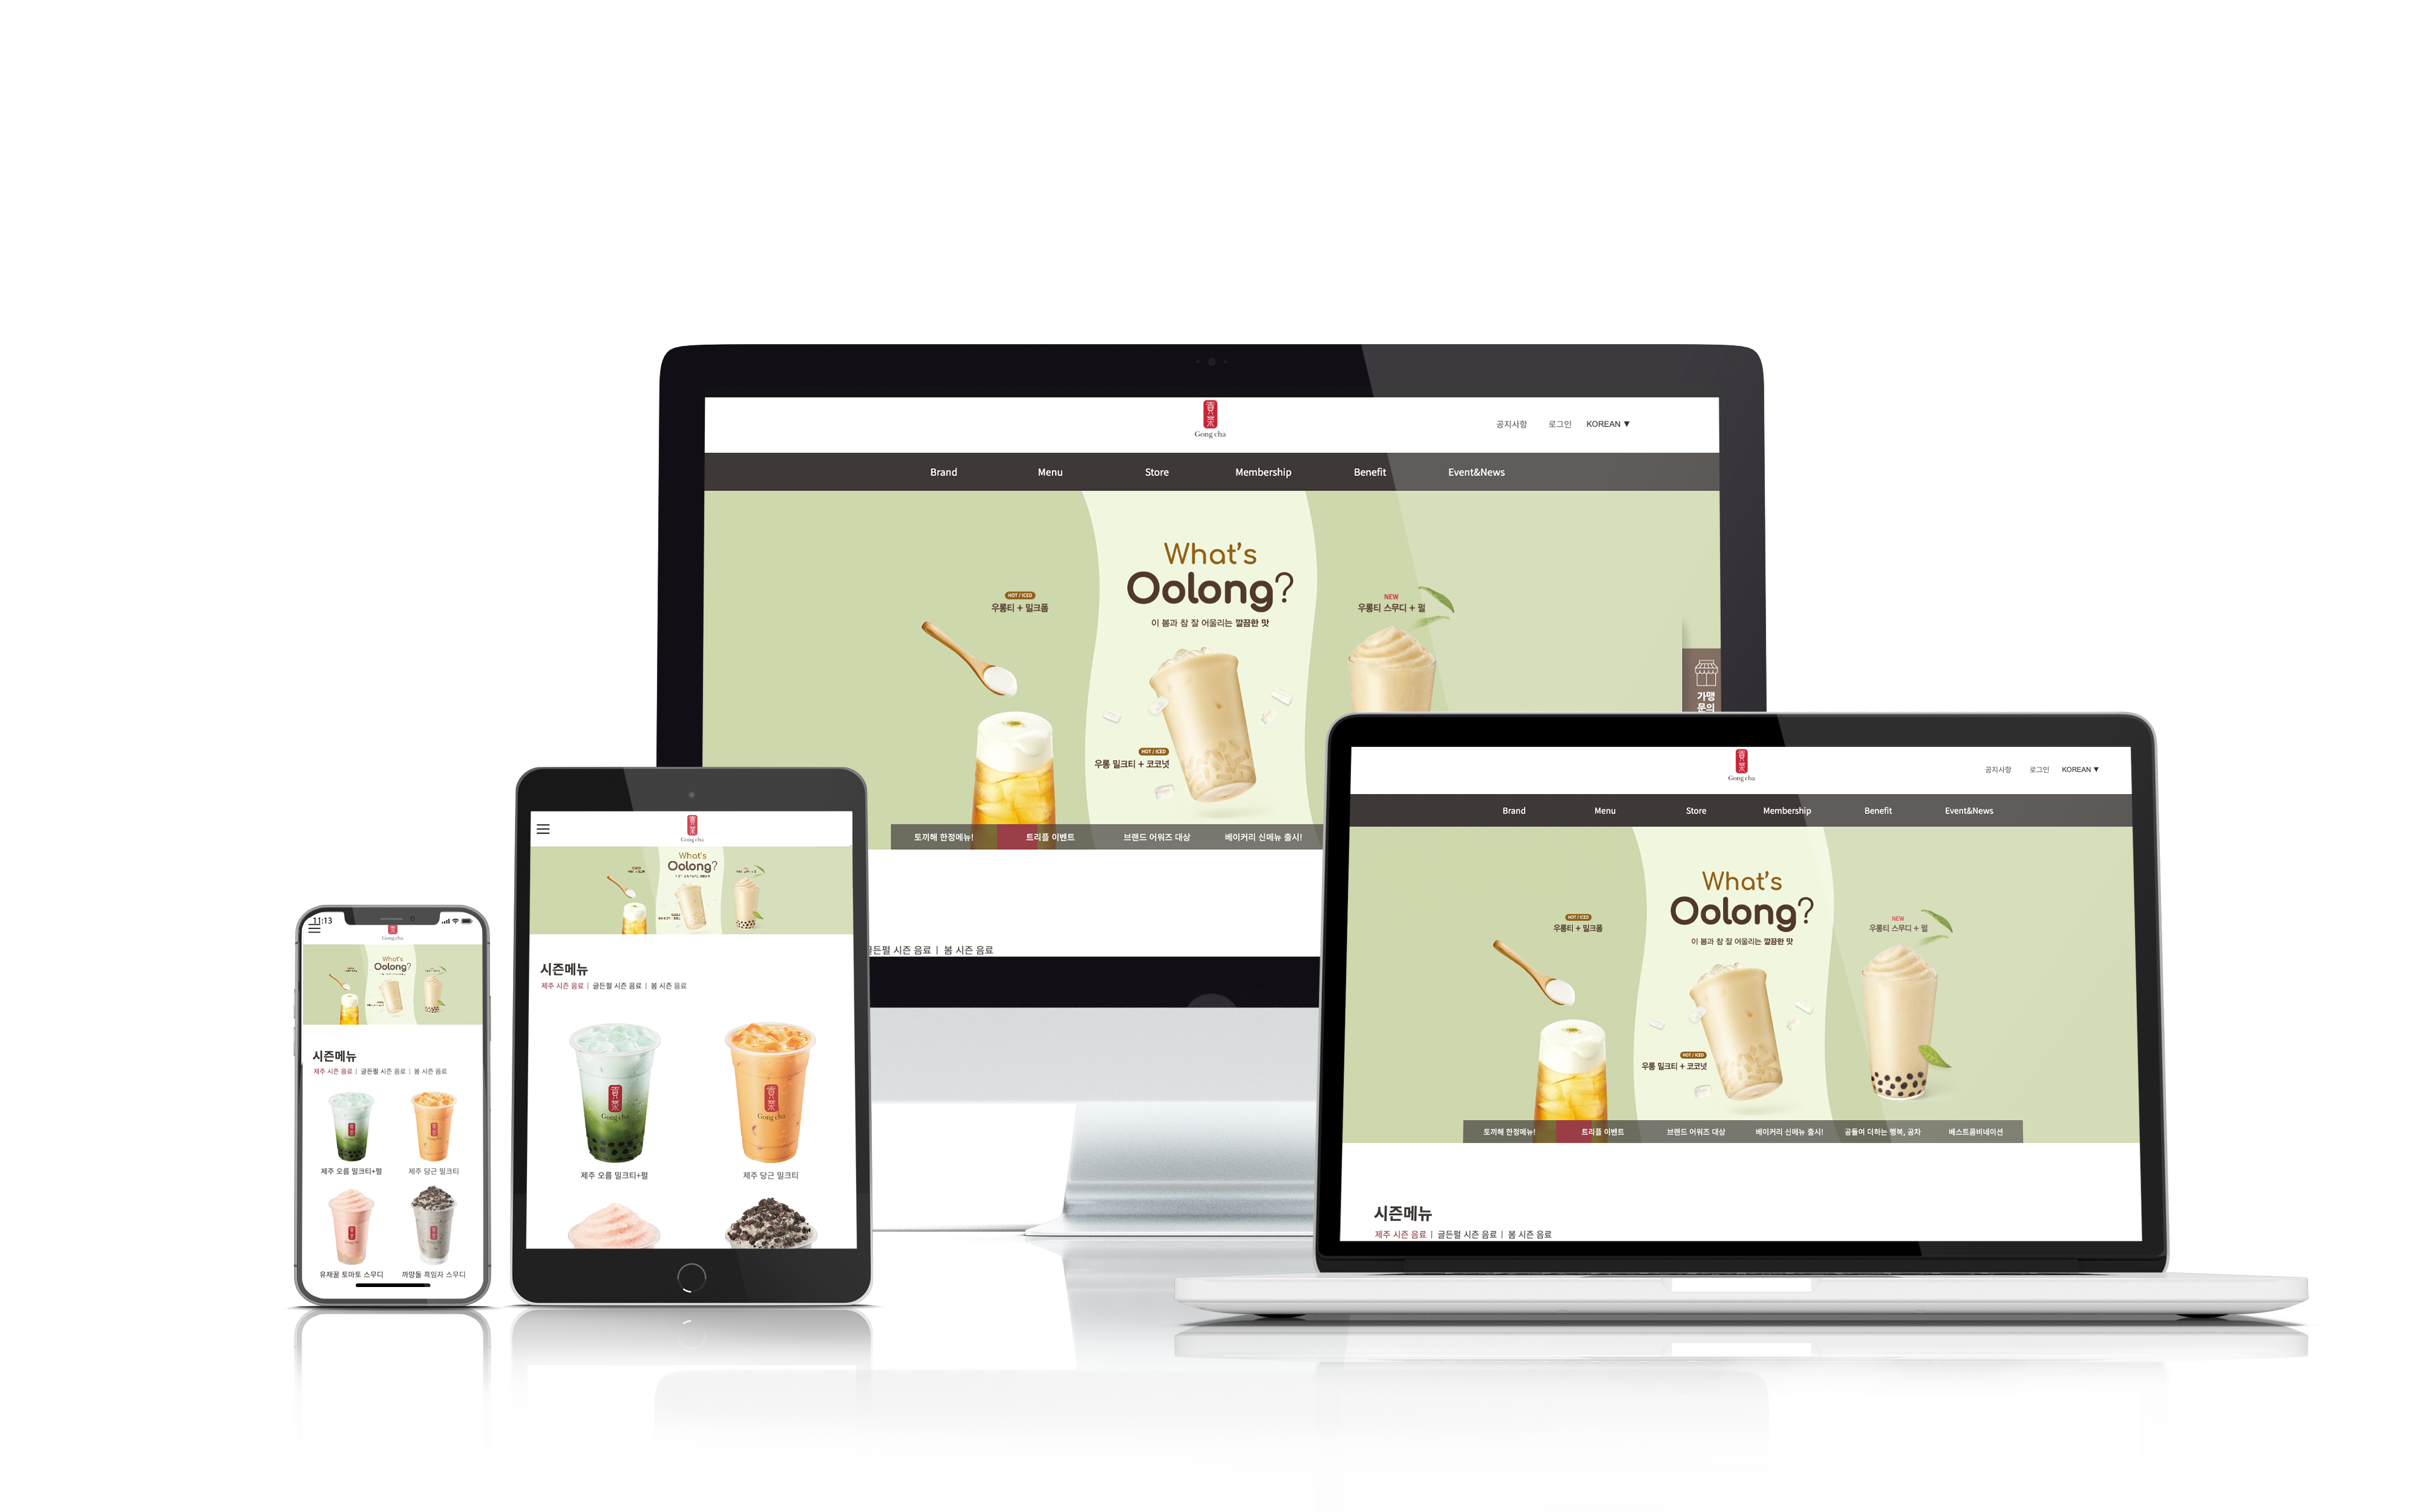 貢茶
Gong cha
공지사항 로그인 KOREAN ▼
Brand Menu Store Membership Benefit Event&News
What's
Oolong?
이 봄과 참 잘 어울리는 깔끔한 맛
HOT / ICED
우롱티 + 밀크폼
NEW
우롱티 스무디 + 펄
HOT / ICED
우롱 밀크티 + 코코넛
가맹
문의
토끼해 한정메뉴! 트리플 이벤트 브랜드 어워즈 대상 베이커리 신메뉴 출시!
골든펄 시즌 음료 | 봄 시즌 음료
貢茶
Gong cha
공지사항 로그인 KOREAN ▼
Brand Menu Store Membership Benefit Event&News
What's
Oolong?
이 봄과 참 잘 어울리는 깔끔한 맛
HOT / ICED
우롱티 + 밀크폼
NEW
우롱티 스무디 + 펄
HOT / ICED
우롱 밀크티 + 코코넛
토끼해 한정메뉴! 트리플 이벤트 브랜드 어워즈 대상 베이커리 신메뉴 출시! 공들여 더하는 행복, 공차 베스트콤비네이션
시즌메뉴
제주 시즌 음료 | 골든펄 시즌 음료 | 봄 시즌 음료
貢茶
Gong cha
What's
Oolong?
시즌메뉴
제주 시즌 음료 | 골든펄 시즌 음료 | 봄 시즌 음료
貢茶
Gong cha
貢茶
Gong cha
제주 오름 밀크티+펄 제주 당근 밀크티
11:13
Gong cha
What's
Oolong?
시즌메뉴
제주 시즌 음료 | 골든펄 시즌 음료 | 봄 시즌 음료
제주 오름 밀크티+펄 제주 당근 밀크티
유채꿀 토마토 스무디 까망돌 흑임자 스무디